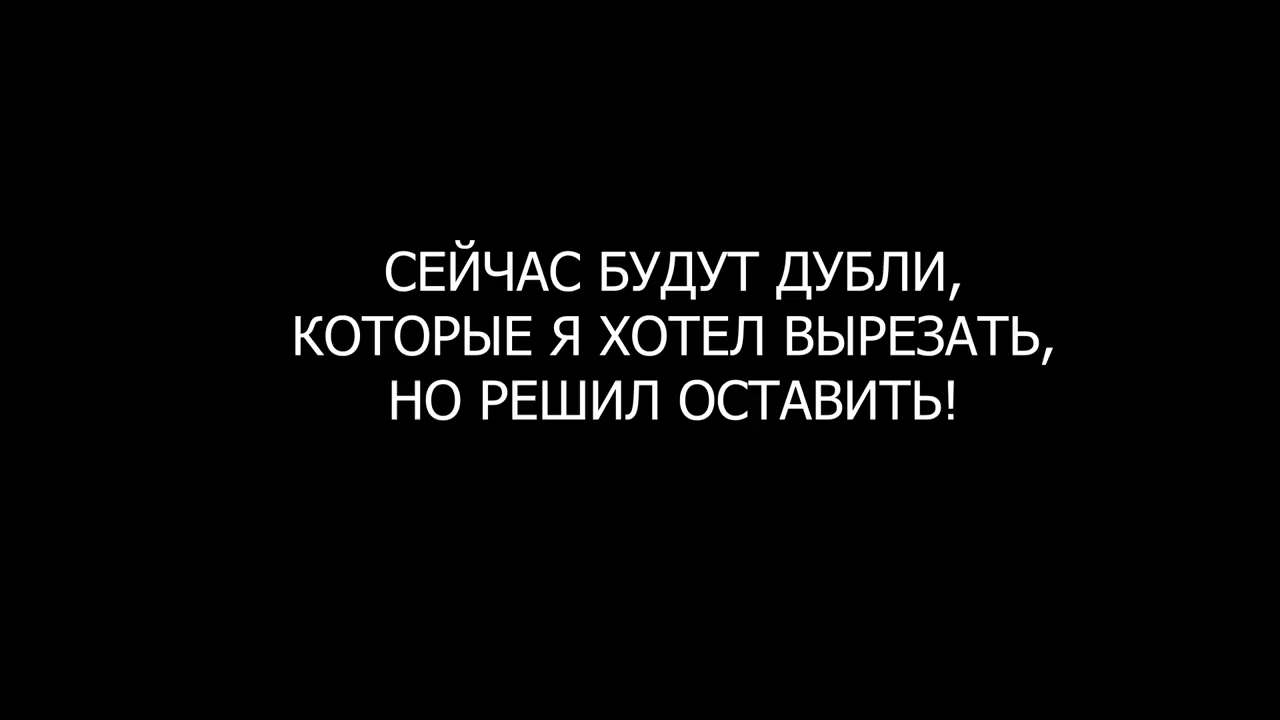 СЕЙЧАС БУДУТ ДУБЛИ,
КОТОРЫЕ Я ХОТЕЛ ВЫРЕЗАТЬ,
НО РЕШИЛ ОСТАВИТЬ!